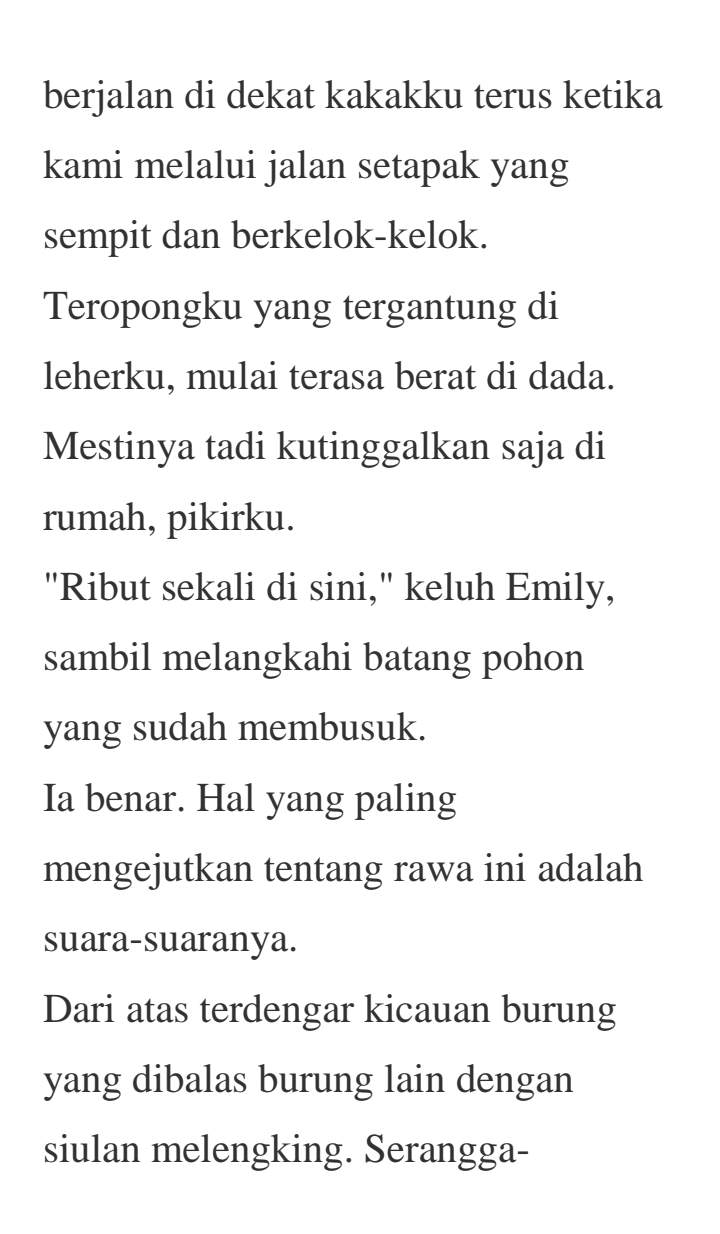 berjalan di dekat kakakku terus ketika
kami melalui jalan setapak yang
sempit dan berkelok-kelok.
Teropongku yang tergantung di
leherku, mulai terasa berat di dada.
Mestinya tadi kutinggalkan saja di
rumah, pikirku.
"Ribut sekali di sini," keluh Emily,
sambil melangkahi batang pohon
yang sudah membusuk.
Ia benar. Hal yang paling
mengejutkan tentang rawa ini adalah
suara-suaranya.
Dari atas terdengar kicauan burung
yang dibalas burung lain dengan
siulan melengking. Serangga-